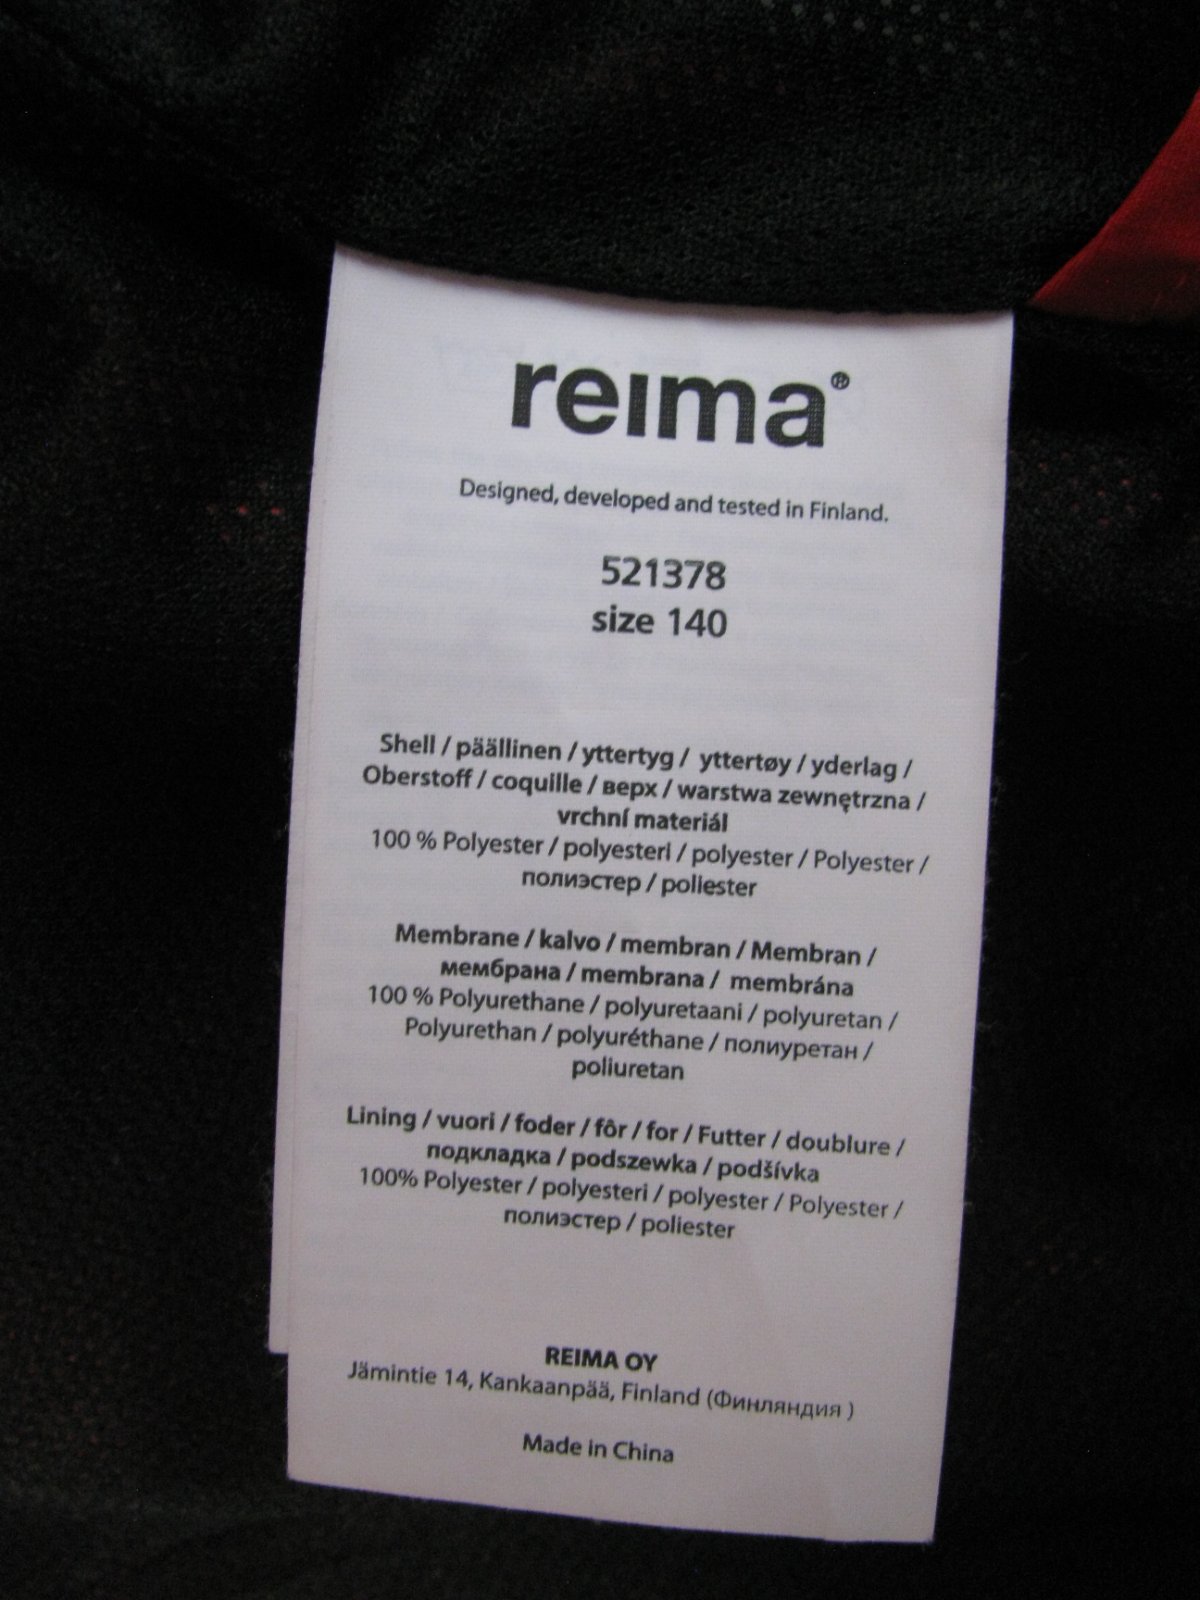 reima®
Designed, developed and tested in Finland.
521378
size 140
Shell / päällinen / yttertyg / yttertøy / yderlag /
Oberstoff / coquille / верх / warstwa zewnętrzna /
vrchní materiál
100 % Polyester / polyesteri / polyester / Polyester /
полиэстер / poliester
Membrane / kalvo / membran / Membran /
мембрана / membrana / membrána
100 % Polyurethane / polyuretaani / polyuretan /
Polyurethan / polyuréthane / полиуретан /
poliuretan
Lining / vuori / foder / fôr / for / Futter / doublure /
подкладка / podszewka / podšívka
100% Polyester / polyesteri / polyester / Polyester /
полиэстер / poliester
REIMA OY
Jämintie 14, Kankaanpää, Finland (Финляндия )
Made in China